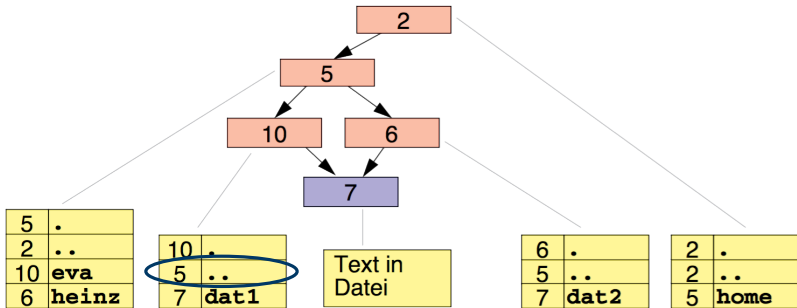 2
5
10 6
7
5 .
2 ..
10 eva
6 heinz
10 .
5 ..
7 dat1
Text in
Datei
6 .
5 ..
7 dat2
2 .
2 ..
5 home